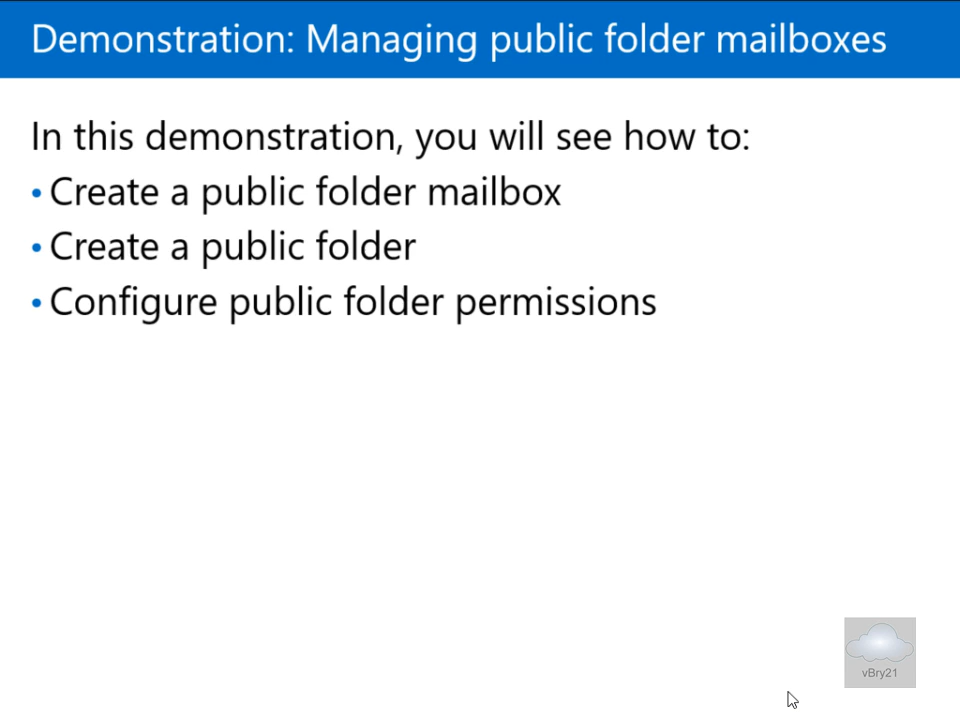 Demonstration: Managing public folder mailboxes
In this demonstration, you will see how to:
• Create a public folder mailbox
• Create a public folder
• Configure public folder permissions
vBry21